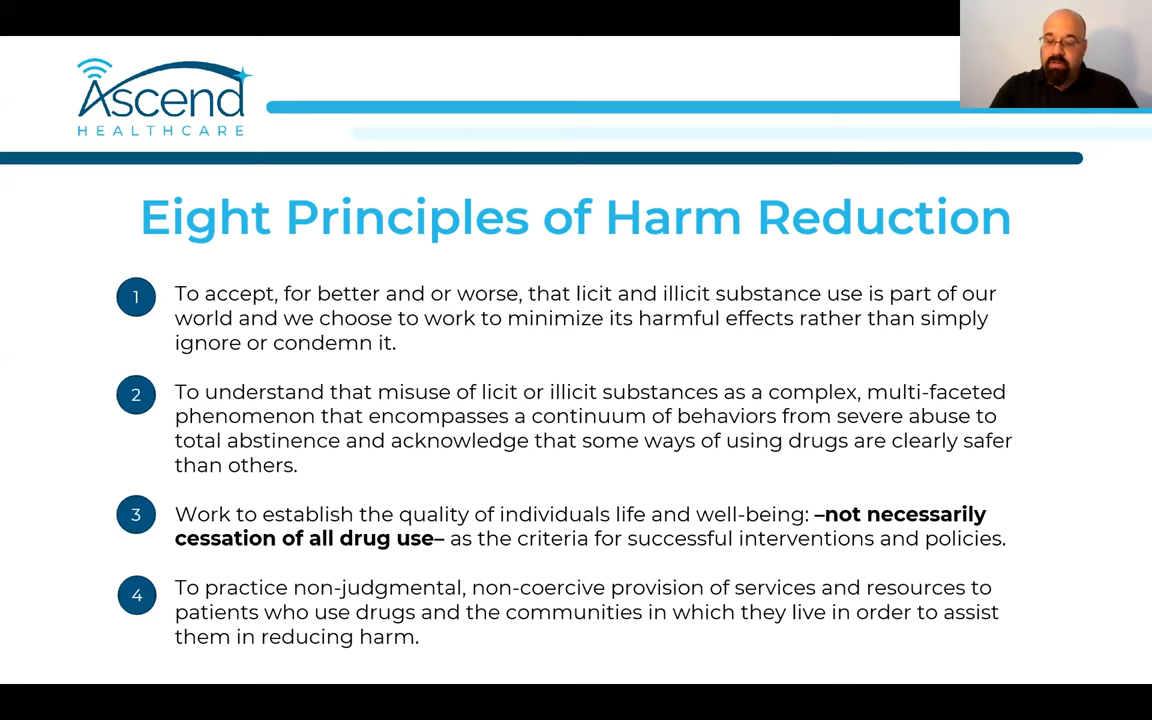 Ascend
HEALTHCARE
Eight Principles of Harm Reduction
1
To accept, for better and or worse, that licit and illicit substance use is part of our
world and we choose to work to minimize its harmful effects rather than simply
ignore or condemn it.
2
To understand that misuse of licit or illicit substances as a complex, multi-faceted
phenomenon that encompasses a continuum of behaviors from severe abuse to
total abstinence and acknowledge that some ways of using drugs are clearly safer
than others.
3
Work to establish the quality of individuals life and well-being: –not necessarily
cessation of all drug use– as the criteria for successful interventions and policies.
4
To practice non-judgmental, non-coercive provision of services and resources to
patients who use drugs and the communities in which they live in order to assist
them in reducing harm.